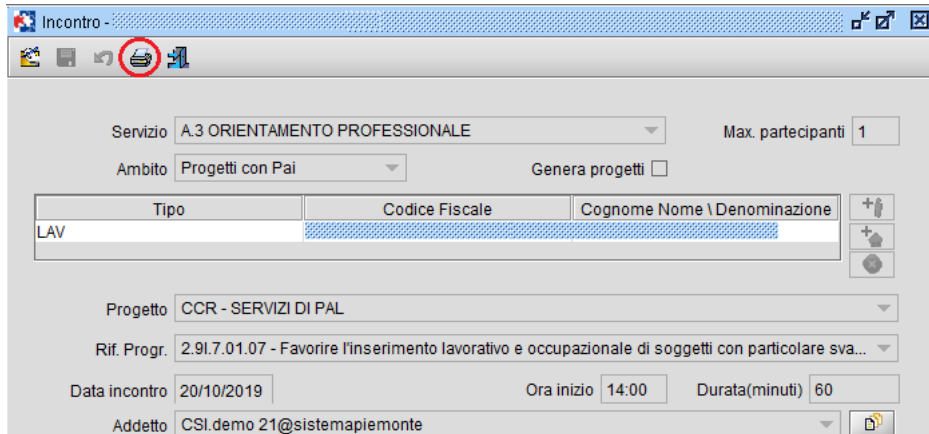 Incontro -
Servizio A.3 ORIENTAMENTO PROFESSIONALE Max. partecipanti 1
Ambito Progetti con Pai Genera progetti
Tipo Codice Fiscale Cognome Nome \ Denominazione
LAV
Progetto CCR - SERVIZI DI PAL
Rif. Progr. 2.9I.7.01.07 - Favorire l'inserimento lavorativo e occupazionale di soggetti con particolare sva...
Data incontro 20/10/2019 Ora inizio 14:00 Durata(minuti) 60
Addetto CSI.demo 21@sistemapiemonte